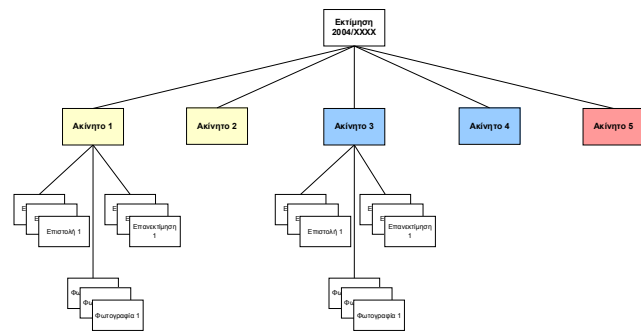 Εκτίμηση
2004/XXXX
Ακίνητο 1
Ακίνητο 2
Ακίνητο 3
Ακίνητο 4
Ακίνητο 5
Επιστολή 1
Επανεκτίμηση
1
Επιστολή 1
Επανεκτίμηση
1
Φωτογραφία 1
Φωτογραφία 1